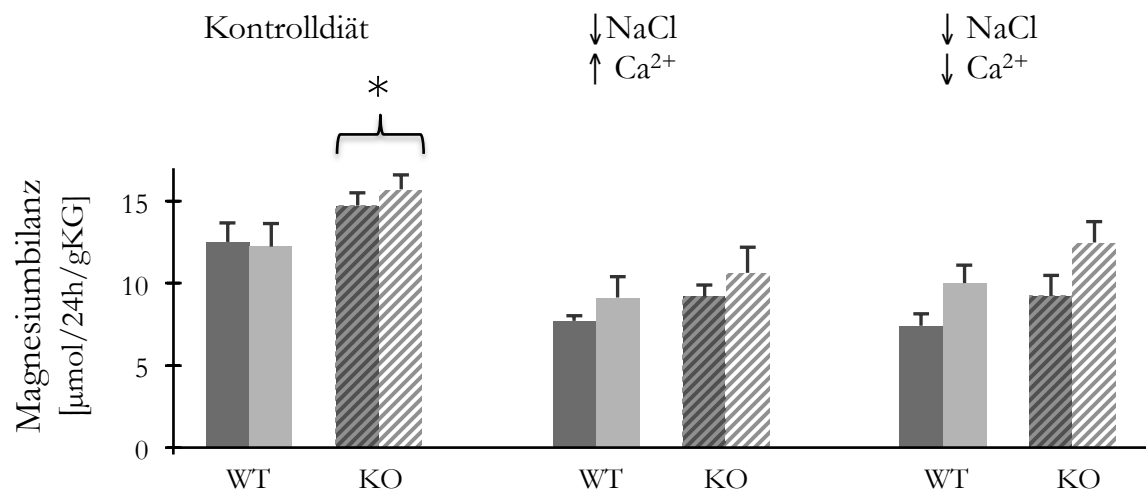 Kontrolldiät
↓NaCl
↑ Ca²⁺
↓ NaCl
↓ Ca²⁺
*
Magnesiumbilanz
[µmol/24h/gKG]
15
10
5
0
WT KO WT KO WT KO